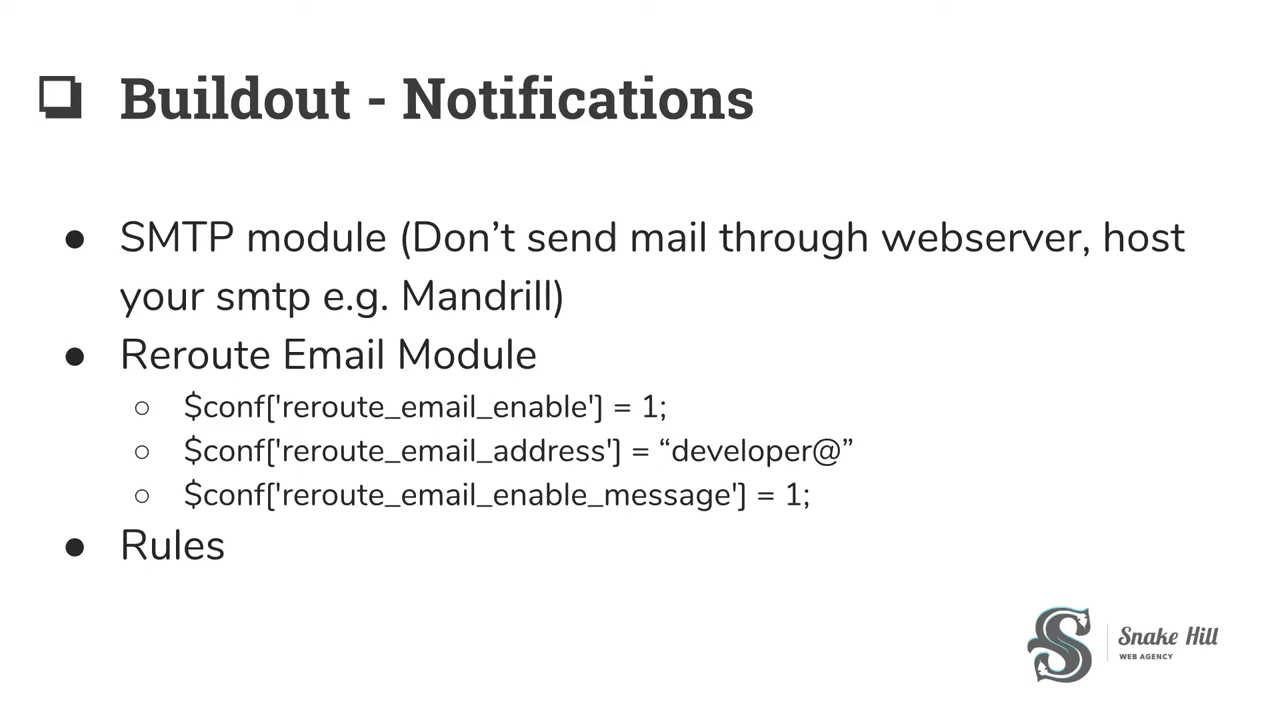 ❏ Buildout - Notifications
● SMTP module (Don’t send mail through webserver, host
your smtp e.g. Mandrill)
● Reroute Email Module
○ $conf['reroute_email_enable'] = 1;
○ $conf['reroute_email_address'] = “developer@”
○ $conf['reroute_email_enable_message'] = 1;
● Rules
S Snake Hill
WEB AGENCY